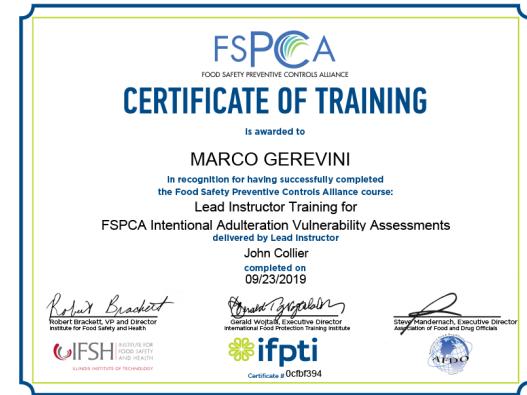 FSPCA
FOOD SAFETY PREVENTIVE CONTROLS ALLIANCE
CERTIFICATE OF TRAINING
is awarded to
MARCO GEREVINI
in recognition for having successfully completed
the Food Safety Preventive Controls Alliance course:
Lead Instructor Training for
FSPCA Intentional Adulteration Vulnerability Assessments
delivered by Lead Instructor
John Collier
completed on
09/23/2019
Robert Brackett
Robert Brackett, VP and Director
Institute for Food Safety and Health
Gerald Wojtala, Executive Director
International Food Protection Training Institute
Steve Mandernach, Executive Director
Association of Food and Drug Officials
IFSH INSTITUTE FOR
FOOD SAFETY
AND HEALTH
ILLINOIS INSTITUTE OF TECHNOLOGY
ifpti
AFDO
Certificate # 0cfbf394